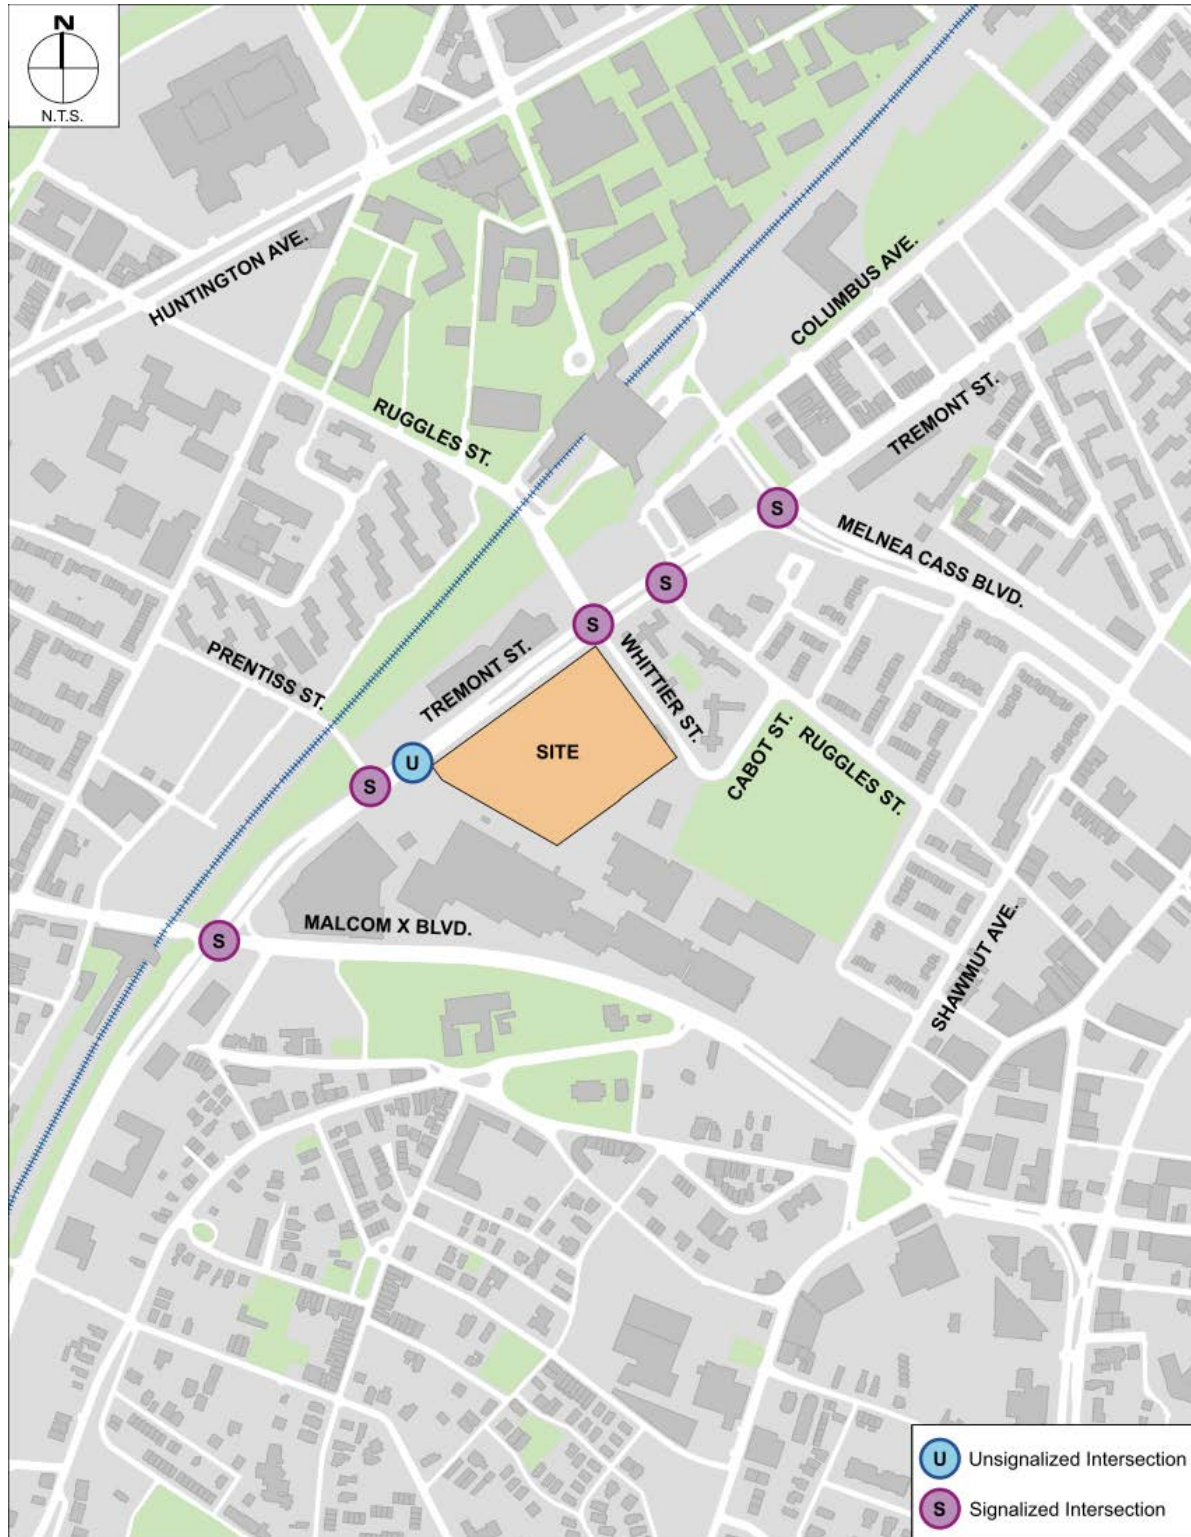 N
N.T.S.
HUNTINGTON AVE.
COLUMBUS AVE.
RUGGLES ST.
TREMONT ST.
S
MELNEA CASS BLVD.
S
S
WHITTIER ST.
PRENTISS ST.
TREMONT ST.
SITE
CABOT ST.
RUGGLES ST.
U
S
MALCOM X BLVD.
S
SHAWMUT AVE.
U Unsignalized Intersection
S Signalized Intersection